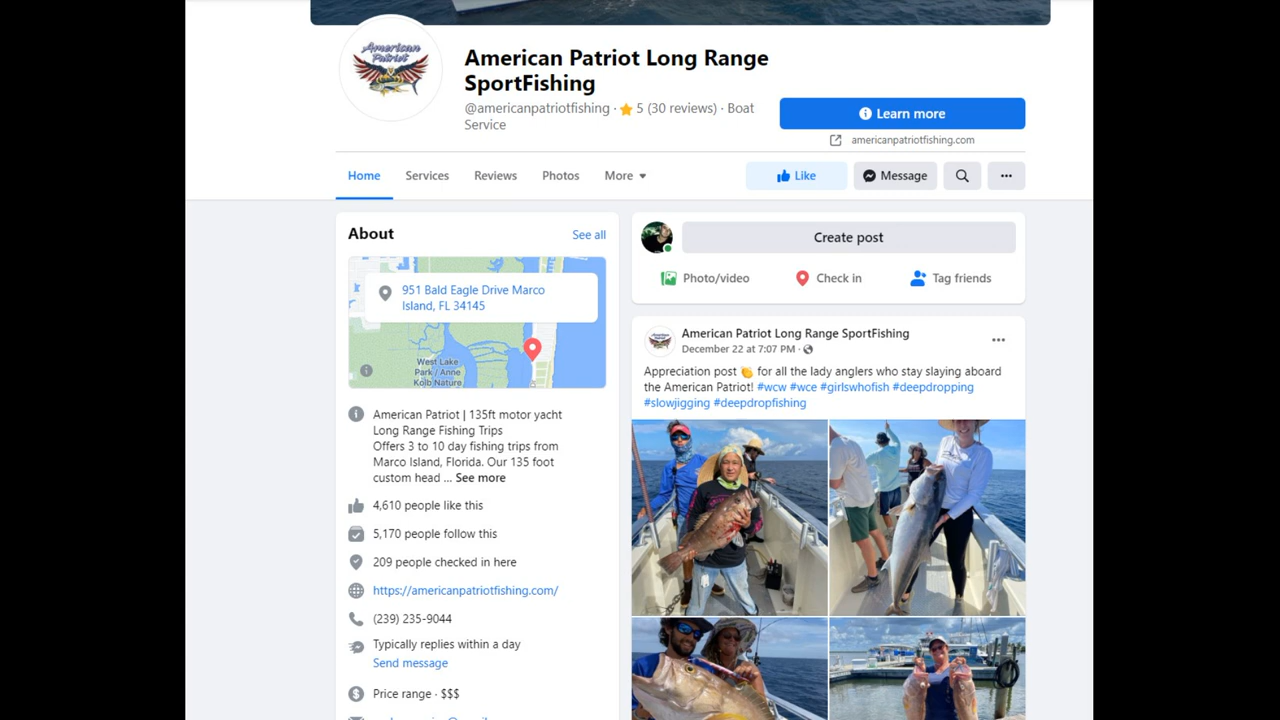 American Patriot
American Patriot Long Range
SportFishing
@americanpatriotfishing · ⭐ 5 (30 reviews) · Boat
Service
Learn more
americanpatriotfishing.com
Home Services Reviews Photos More
Like Message
About See all
951 Bald Eagle Drive Marco
Island, FL 34145
West Lake
Park / Anne
Kolb Nature
American Patriot | 135ft motor yacht
Long Range Fishing Trips
Offers 3 to 10 day fishing trips from
Marco Island, Florida. Our 135 foot
custom head ... See more
4,610 people like this
5,170 people follow this
209 people checked in here
https://americanpatriotfishing.com/
(239) 235-9044
Typically replies within a day
Send message
Price range · $$$
Create post
Photo/video Check in Tag friends
American Patriot Long Range SportFishing
December 22 at 7:07 PM ·
Appreciation post 👏 for all the lady anglers who stay slaying aboard
the American Patriot! #wcw #wce #girlswhofish #deepdropping
#slowjigging #deepdropfishing